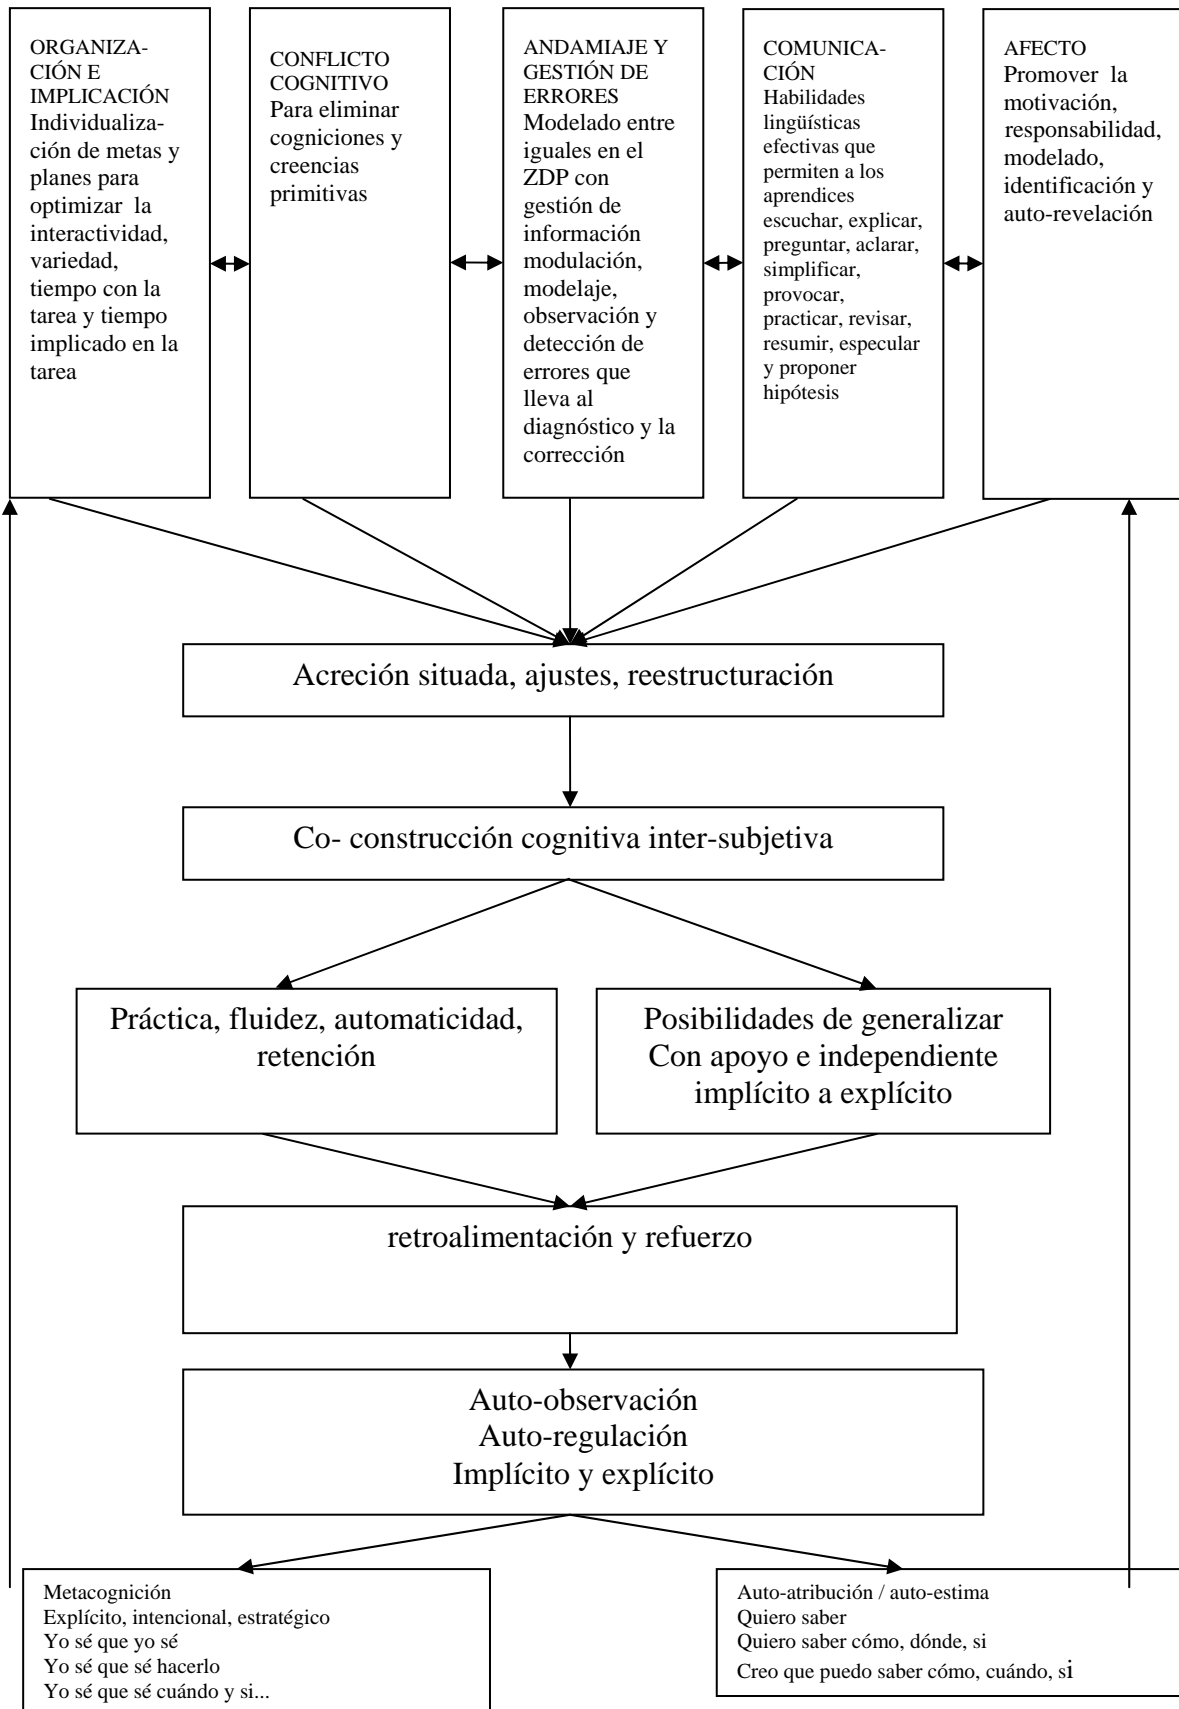 ORGANIZA-
CIÓN E
IMPLICACIÓN
Individualiza-
ción de metas y
planes para
optimizar la
interactividad,
variedad,
tiempo con la
tarea y tiempo
implicado en la
tarea
CONFLICTO
COGNITIVO
Para eliminar
cogniciones y
creencias
primitivas
ANDAMIAJE Y
GESTIÓN DE
ERRORES
Modelado entre
iguales en el
ZDP con
gestión de
información
modulación,
modelaje,
observación y
detección de
errores que
lleva al
diagnóstico y la
corrección
COMUNICA-
CIÓN
Habilidades
lingüísticas
efectivas que
permiten a los
aprendices
escuchar, explicar,
preguntar, aclarar,
simplificar,
provocar,
practicar, revisar,
resumir, especular
y proponer
hipótesis
AFECTO
Promover la
motivación,
responsabilidad,
modelado,
identificación y
auto-revelación
Acreción situada, ajustes, reestructuración
Co- construcción cognitiva inter-subjetiva
Práctica, fluidez, automaticidad,
retención
Posibilidades de generalizar
Con apoyo e independiente
implícito a explícito
retroalimentación y refuerzo
Auto-observación
Auto-regulación
Implícito y explícito
Metacognición
Explícito, intencional, estratégico
Yo sé que yo sé
Yo sé que sé hacerlo
Yo sé que sé cuándo y si...
Auto-atribución / auto-estima
Quiero saber
Quiero saber cómo, dónde, si
Creo que puedo saber cómo, cuándo, si